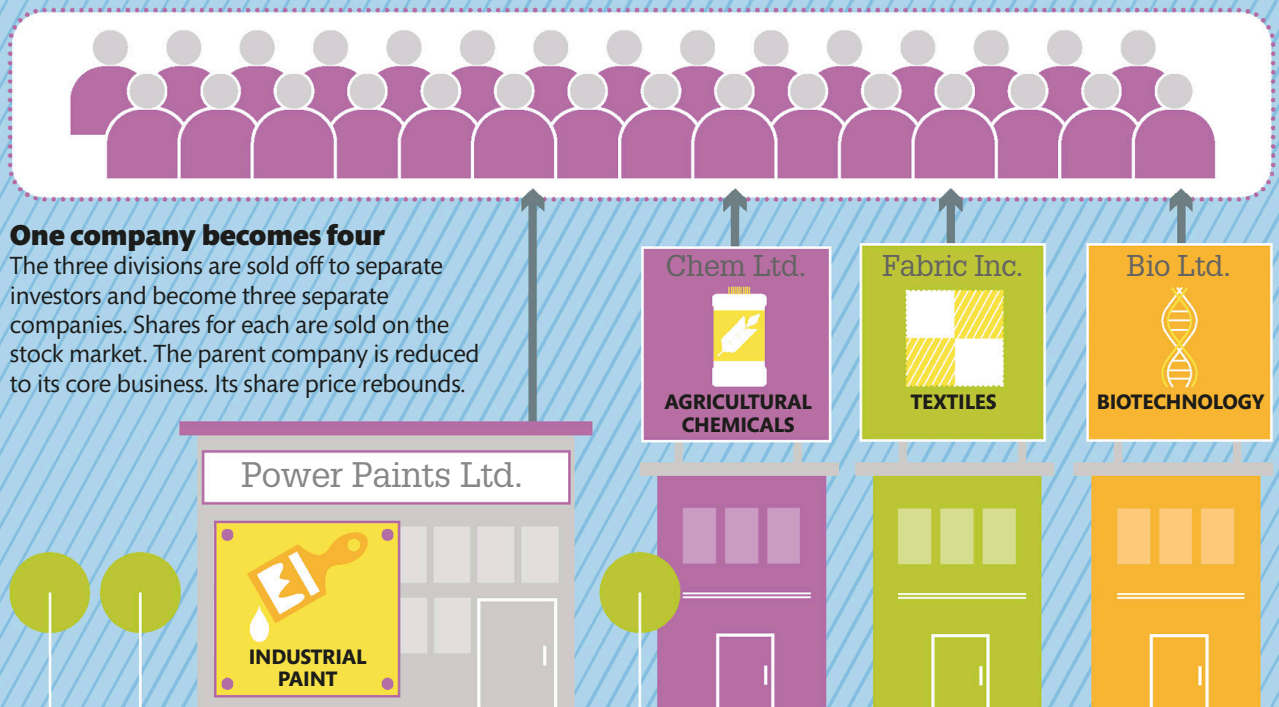 One company becomes four
The three divisions are sold off to separate
investors and become three separate
companies. Shares for each are sold on the
stock market. The parent company is reduced
to its core business. Its share price rebounds.
Chem Ltd.
AGRICULTURAL
CHEMICALS
Fabric Inc.
TEXTILES
Bio Ltd.
BIOTECHNOLOGY
Power Paints Ltd.
INDUSTRIAL
PAINT